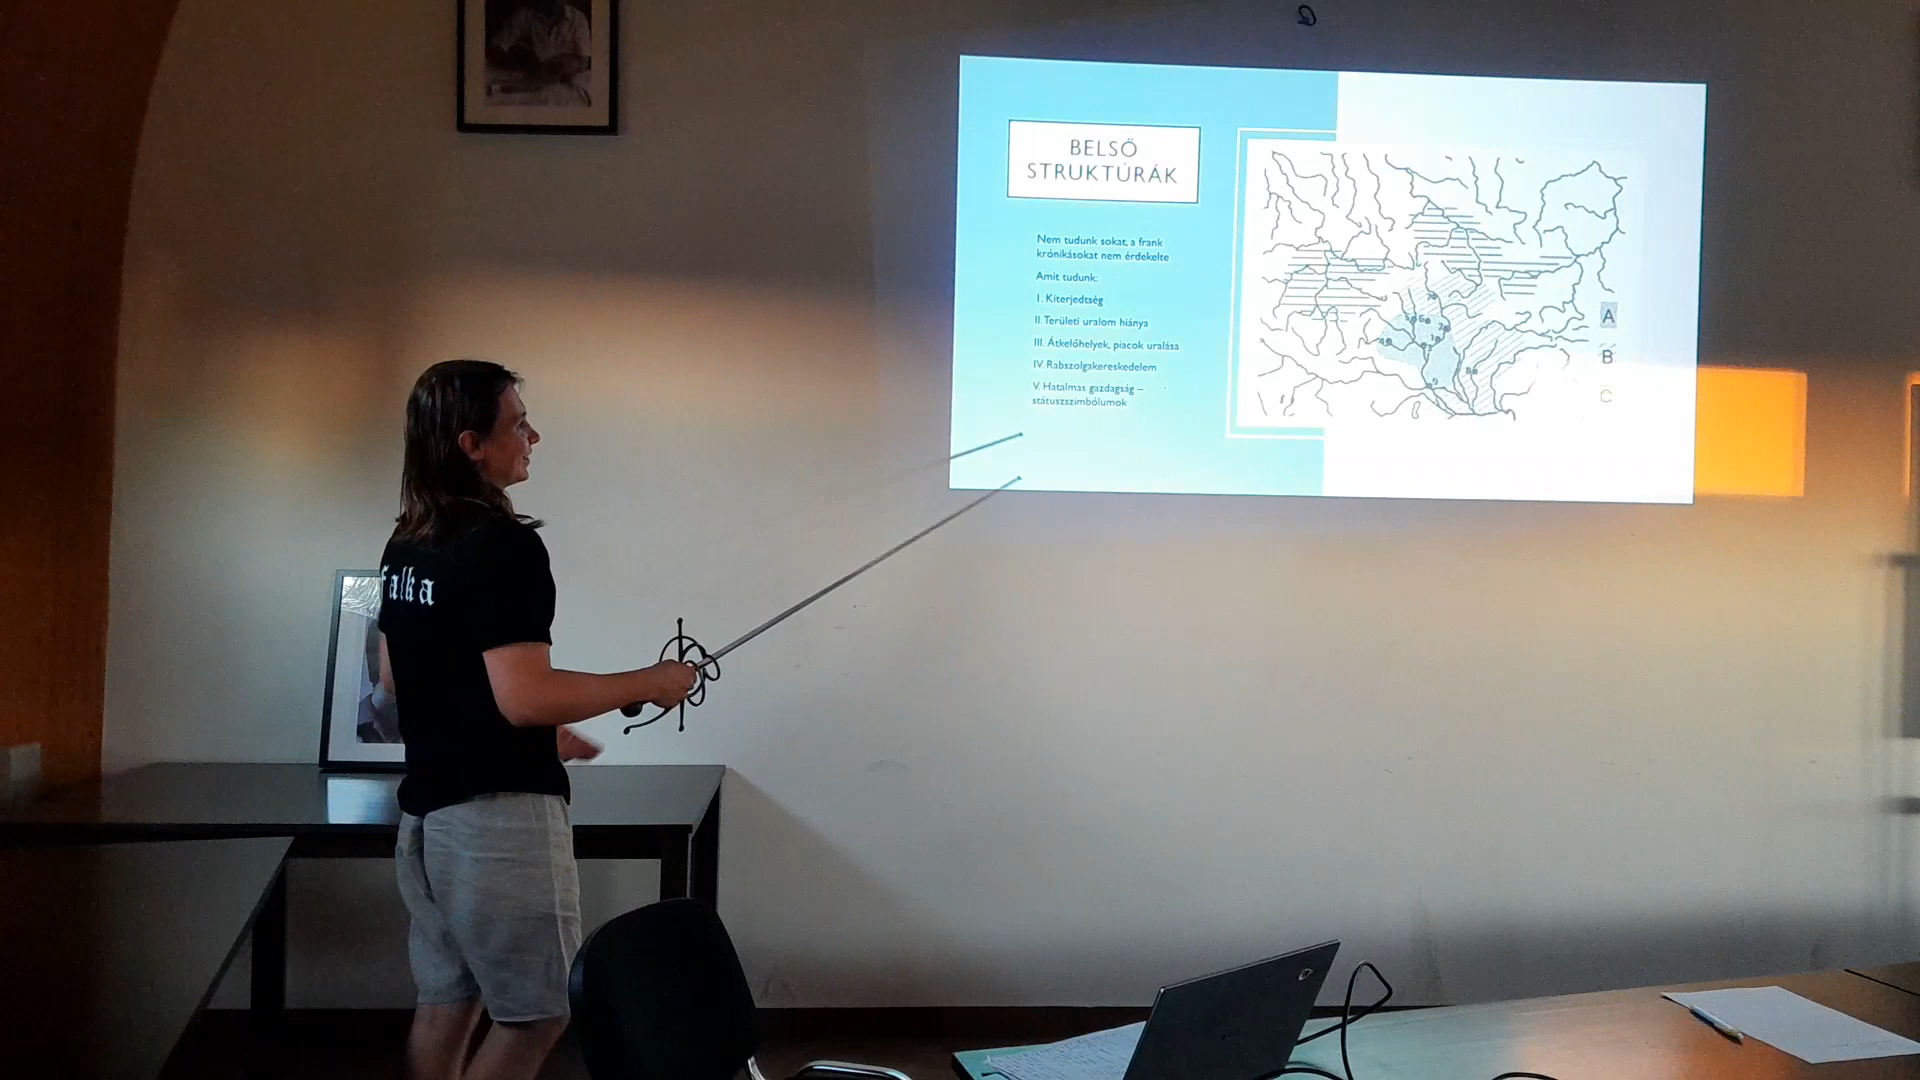 BELSŐ
STRUKTÚRÁK
Nem tudunk sokat, a frank
krónikásokat nem érdekelte
Amit tudunk:
I. Kiterjedtség
II. Területi uralom hiánya
III. Átkelőhelyek, piacok uralása
IV. Rabszolgakereskedelem
V. Hatalmas gazdagság –
státuszszimbólumok
A
B
C
falka